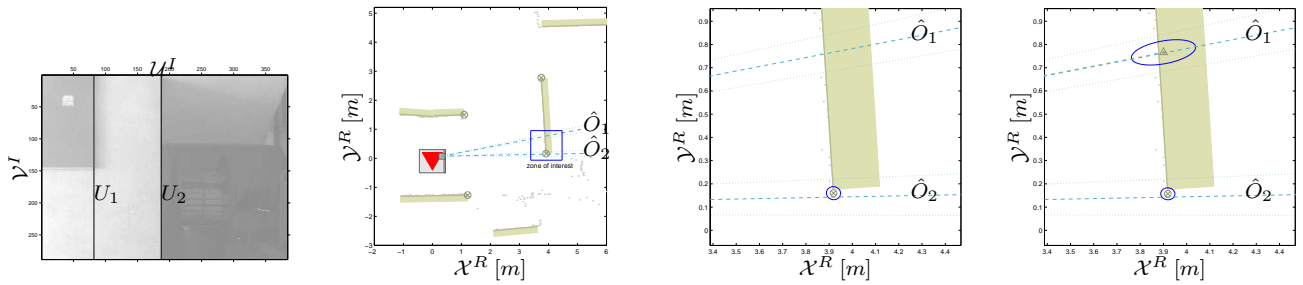 50 100 150 200 250 300 350
𝒰^I
50
100
150
200
250
𝒱^I
U_1
U_2
5
4
3
2
1
0
−1
−2
−3
−2 −1 0 1 2 3 4 5 6
𝒴^R [m]
𝒳^R [m]
Ô_1
Ô_2
zone of interest
0.9
0.8
0.7
0.6
0.5
0.4
0.3
0.2
0.1
0
3.4 3.5 3.6 3.7 3.8 3.9 4 4.1 4.2 4.3 4.4
𝒴^R [m]
𝒳^R [m]
Ô_1
Ô_2
0.9
0.8
0.7
0.6
0.5
0.4
0.3
0.2
0.1
0
3.4 3.5 3.6 3.7 3.8 3.9 4 4.1 4.2 4.3 4.4
𝒴^R [m]
𝒳^R [m]
Ô_1
Ô_2